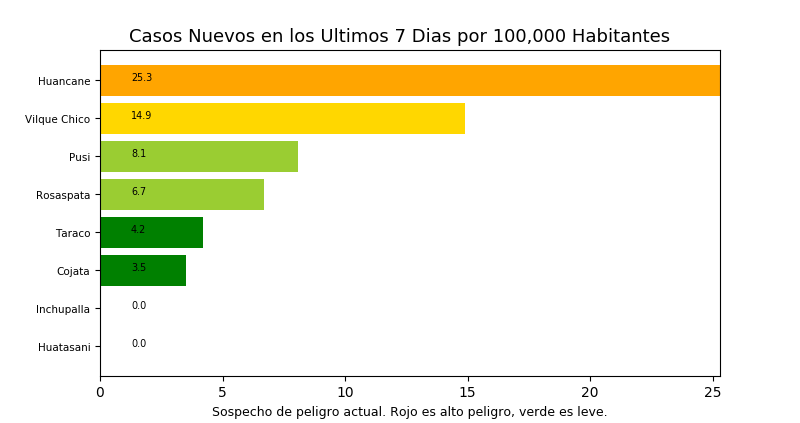 Casos Nuevos en los Ultimos 7 Dias por 100,000 Habitantes
Huancane 25.3
Vilque Chico 14.9
Pusi 8.1
Rosaspata 6.7
Taraco 4.2
Cojata 3.5
Inchupalla 0.0
Huatasani 0.0
0 5 10 15 20 25
Sospecho de peligro actual. Rojo es alto peligro, verde es leve.